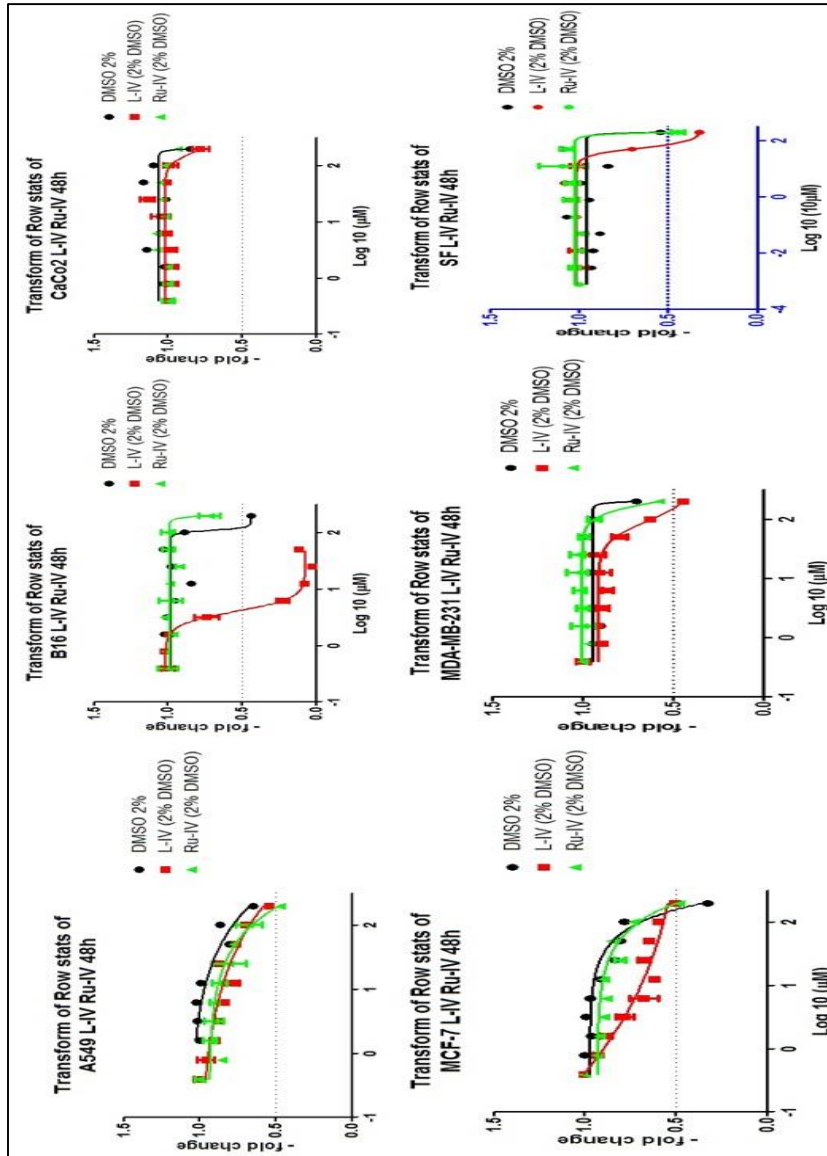 Transform of Row stats of
A549 L-IV Ru-IV 48h
1.5
1.0
0.5
0.0
- fold change
-1 0 1 2
Log 10 (µM)
DMSO 2%
L-IV (2% DMSO)
Ru-IV (2% DMSO)
Transform of Row stats of
B16 L-IV Ru-IV 48h
1.5
1.0
0.5
0.0
- fold change
-1 0 1 2
Log 10 (µM)
DMSO 2%
L-IV (2% DMSO)
Ru-IV (2% DMSO)
Transform of Row stats of
CaCo2 L-IV Ru-IV 48h
1.5
1.0
0.5
0.0
- fold change
-1 0 1 2
Log 10 (µM)
DMSO 2%
L-IV (2% DMSO)
Ru-IV (2% DMSO)
Transform of Row stats of
MCF-7 L-IV Ru-IV 48h
1.5
1.0
0.5
0.0
- fold change
-1 0 1 2
Log 10 (µM)
DMSO 2%
L-IV (2% DMSO)
Ru-IV (2% DMSO)
Transform of Row stats of
MDA-MB-231 L-IV Ru-IV 48h
1.5
1.0
0.5
0.0
- fold change
-1 0 1 2
Log 10 (µM)
DMSO 2%
L-IV (2% DMSO)
Ru-IV (2% DMSO)
Transform of Row stats of
SF L-IV Ru-IV 48h
1.5
1.0
0.5
0.0
- fold change
-4 -2 0 2
Log 10 (10µM)
DMSO 2%
L-IV (2% DMSO)
Ru-IV (2% DMSO)